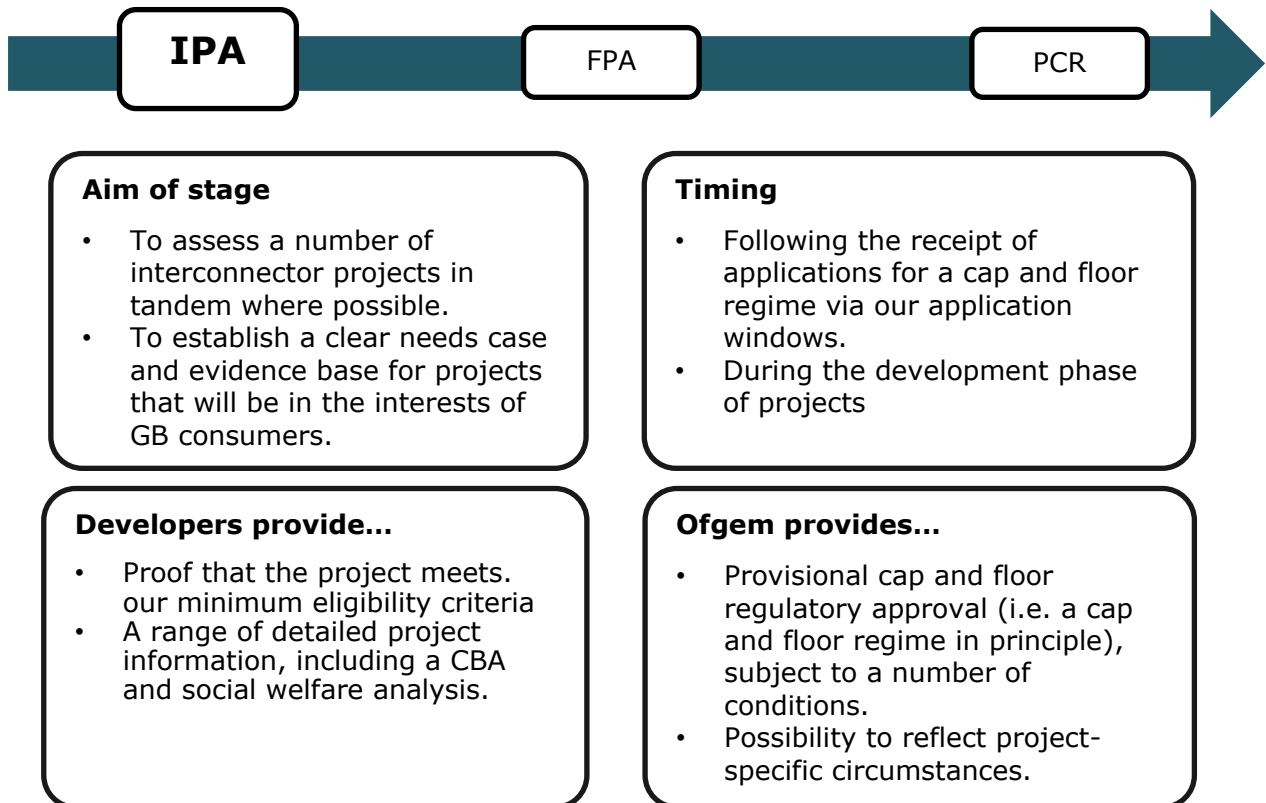 IPA
FPA
PCR
Aim of stage
• To assess a number of
interconnector projects in
tandem where possible.
• To establish a clear needs case
and evidence base for projects
that will be in the interests of
GB consumers.
Timing
• Following the receipt of
applications for a cap and floor
regime via our application
windows.
• During the development phase
of projects
Developers provide...
• Proof that the project meets.
our minimum eligibility criteria
• A range of detailed project
information, including a CBA
and social welfare analysis.
Ofgem provides...
• Provisional cap and floor
regulatory approval (i.e. a cap
and floor regime in principle),
subject to a number of
conditions.
• Possibility to reflect project-
specific circumstances.